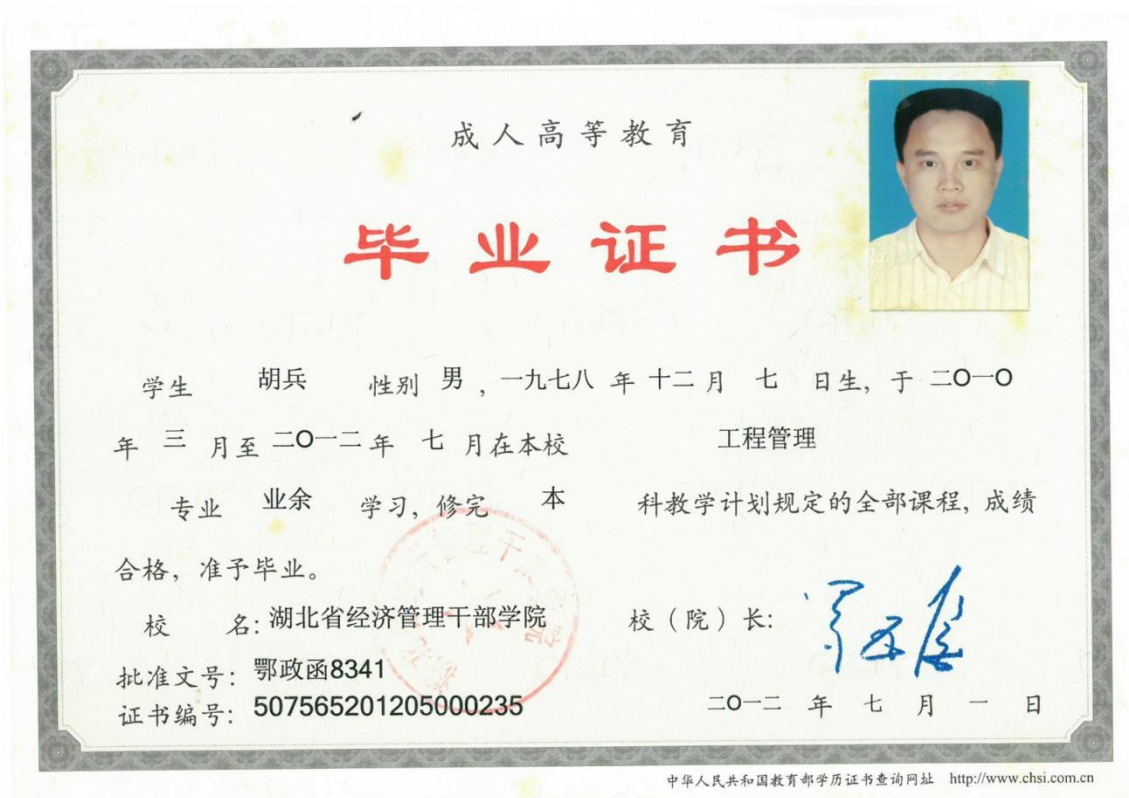 成人高等教育
毕业证书
学生 胡兵 性别 男,一九七八 年 十二 月 七 日生,于 二O一O
年 三 月至 二O一二 年 七 月在本校 工程管理
专业 业余 学习,修完 本 科教学计划规定的全部课程,成绩
合格,准予毕业。
校 名:湖北省经济管理干部学院 校(院)长:
批准文号:鄂政函8341
证书编号:507565201205000235 二O一二 年 七 月 一 日
中华人民共和国教育部学历证书查询网址 http://www.chsi.com.cn